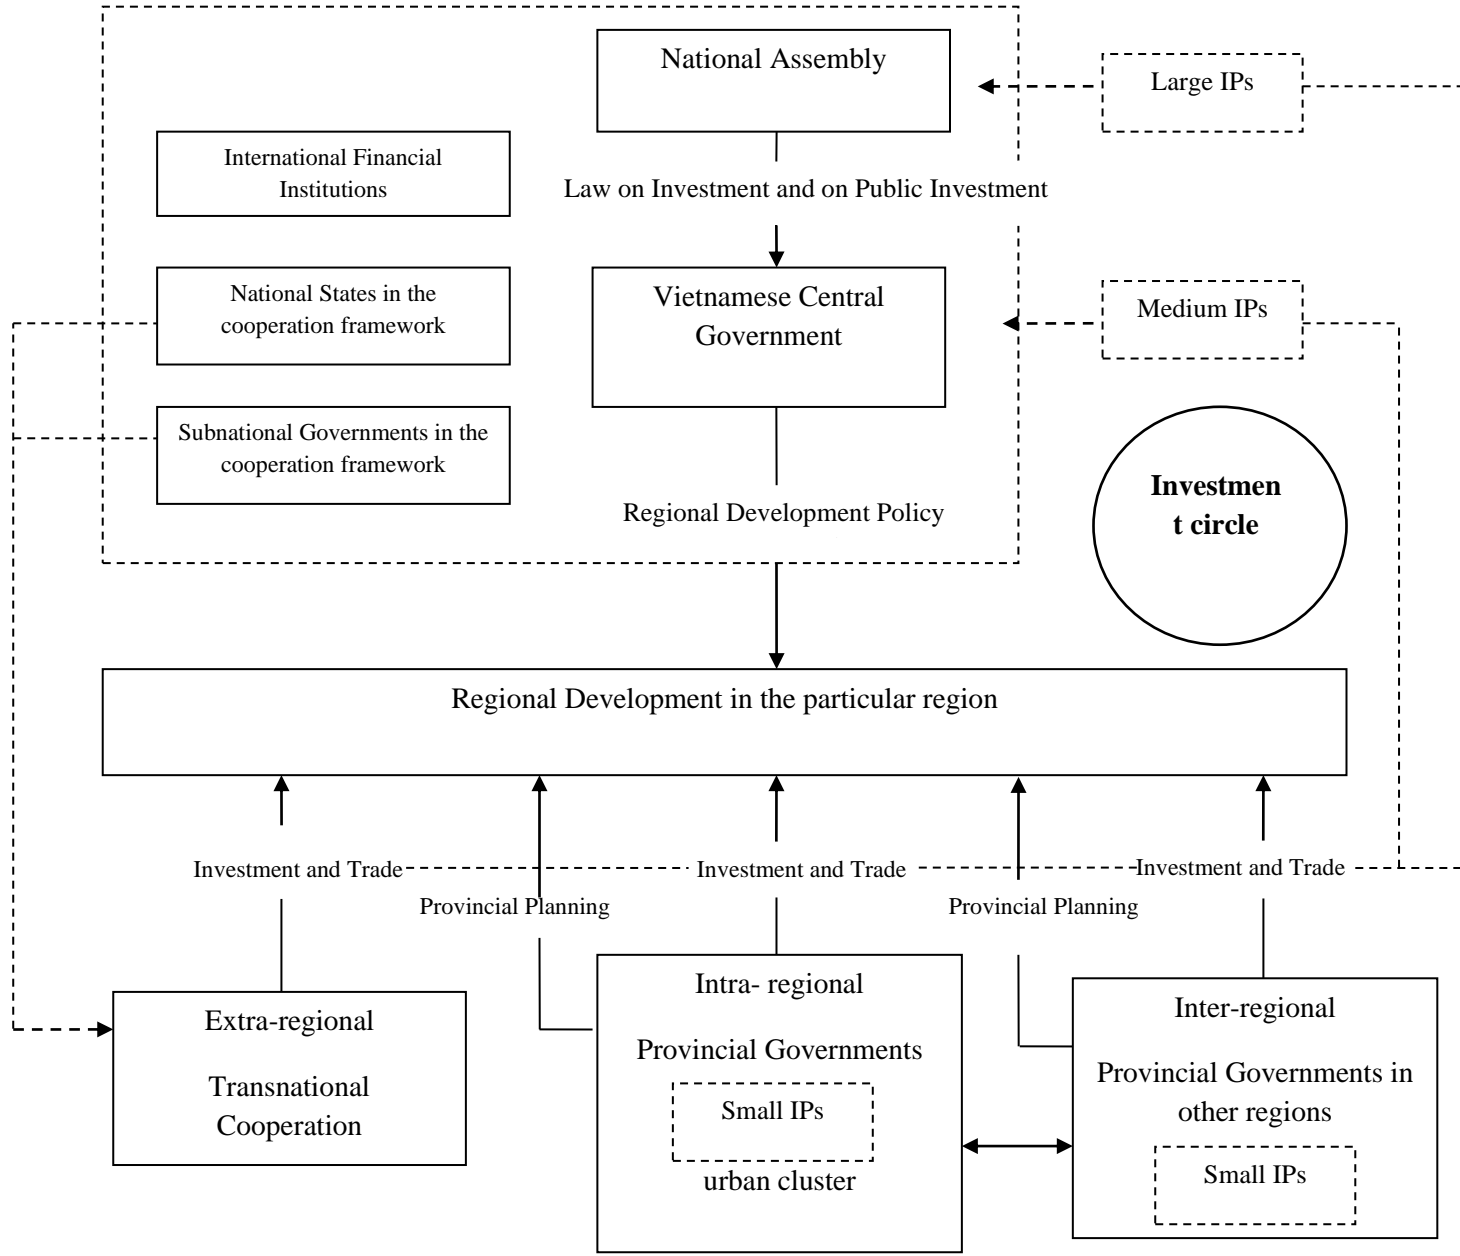 National Assembly
Large IPs
International Financial
Institutions
Law on Investment and on Public Investment
National States in the
cooperation framework
Vietnamese Central
Government
Medium IPs
Subnational Governments in the
cooperation framework
Investmen
t circle
Regional Development Policy
Regional Development in the particular region
Investment and Trade
Investment and Trade
Investment and Trade
Provincial Planning
Provincial Planning
Extra-regional
Transnational
Cooperation
Intra- regional
Provincial Governments
Small IPs
urban cluster
Inter-regional
Provincial Governments in
other regions
Small IPs